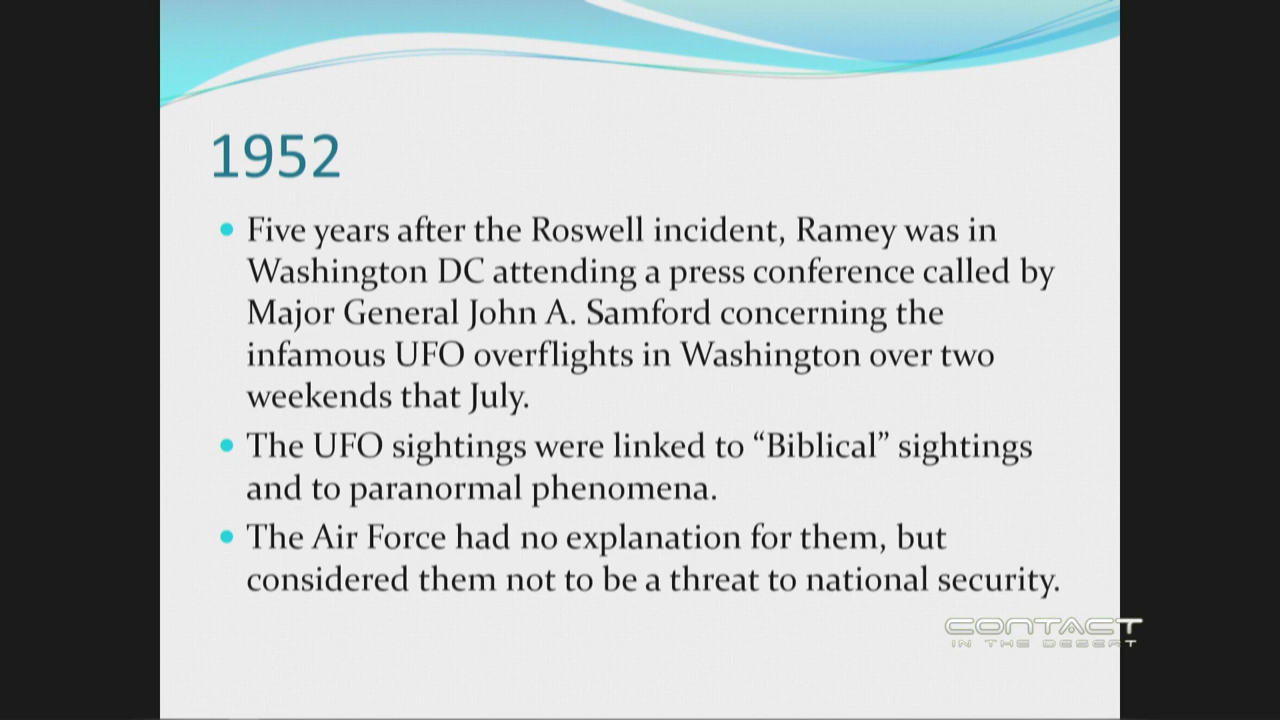 1952
Five years after the Roswell incident, Ramey was in
Washington DC attending a press conference called by
Major General John A. Samford concerning the
infamous UFO overflights in Washington over two
weekends that July.
The UFO sightings were linked to “Biblical” sightings
and to paranormal phenomena.
The Air Force had no explanation for them, but
considered them not to be a threat to national security.
CONTACT
IN THE DESERT